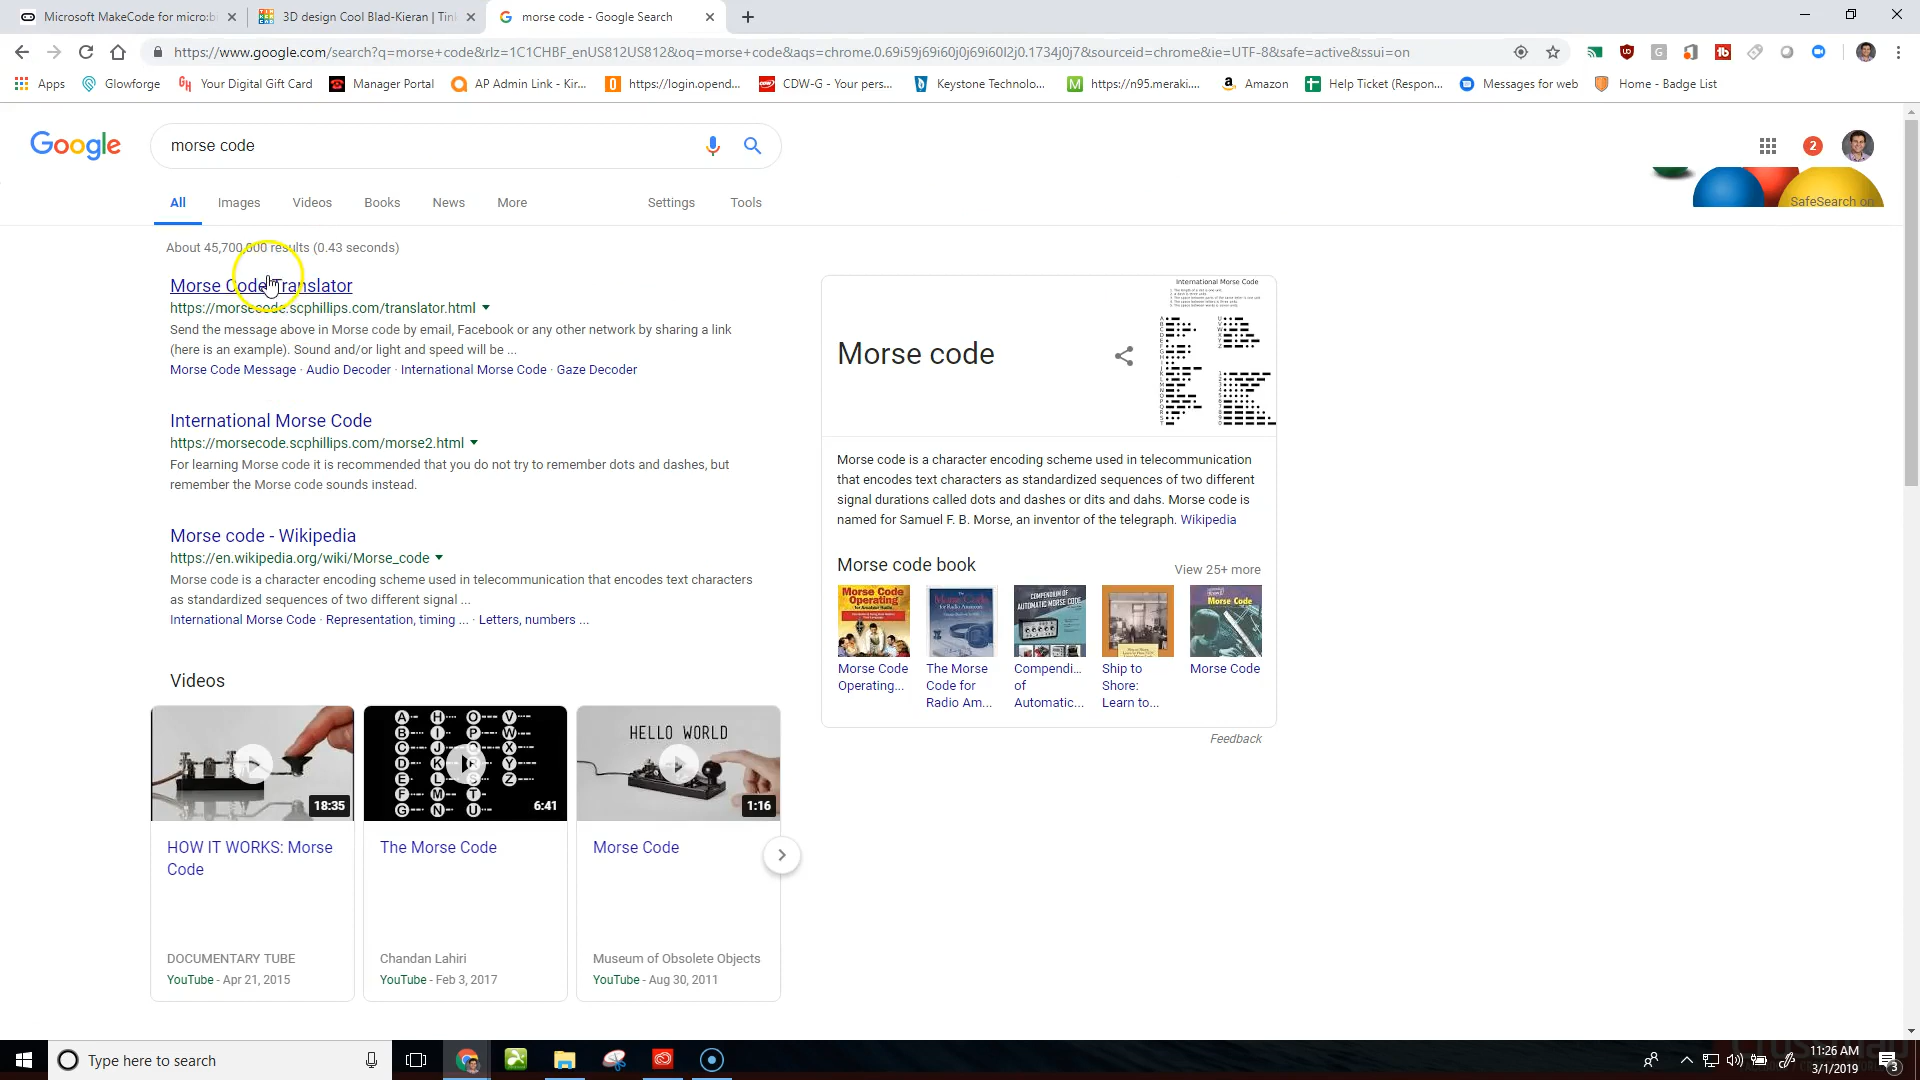 Microsoft MakeCode for micro:bi
3D design Cool Blad-Kieran | Tink
morse code - Google Search
https://www.google.com/search?q=morse+code&rlz=1C1CHBF_enUS812US812&oq=morse+code&aqs=chrome.0.69i59j69i60j0j69i60l2j0.1734j0j7&sourceid=chrome&ie=UTF-8&safe=active&ssui=on
Apps Glowforge Your Digital Gift Card Manager Portal AP Admin Link - Kir... https://login.opend... CDW-G - Your pers... Keystone Technolo... https://n95.meraki.... Amazon Help Ticket (Respon... Messages for web Home - Badge List
Google morse code 2
All Images Videos Books News More Settings Tools
SafeSearch on
About 45,700,000 results (0.43 seconds)
Morse Code Translator
https://morsecode.scphillips.com/translator.html
Send the message above in Morse code by email, Facebook or any other network by sharing a link
(here is an example). Sound and/or light and speed will be ...
Morse Code Message · Audio Decoder · International Morse Code · Gaze Decoder
International Morse Code
https://morsecode.scphillips.com/morse2.html
For learning Morse code it is recommended that you do not try to remember dots and dashes, but
remember the Morse code sounds instead.
Morse code - Wikipedia
https://en.wikipedia.org/wiki/Morse_code
Morse code is a character encoding scheme used in telecommunication that encodes text characters
as standardized sequences of two different signal ...
International Morse Code · Representation, timing ... · Letters, numbers ...
Videos
18:35
6:41
HELLO WORLD
1:16
HOW IT WORKS: Morse
Code
DOCUMENTARY TUBE
YouTube - Apr 21, 2015
The Morse Code
Chandan Lahiri
YouTube - Feb 3, 2017
Morse Code
Museum of Obsolete Objects
YouTube - Aug 30, 2011
International Morse Code
Morse code
Morse code is a character encoding scheme used in telecommunication
that encodes text characters as standardized sequences of two different
signal durations called dots and dashes or dits and dahs. Morse code is
named for Samuel F. B. Morse, an inventor of the telegraph. Wikipedia
Morse code book
View 25+ more
Morse Code
Operating...
The Morse
Code for
Radio Am...
Compendi...
of
Automatic...
Ship to
Shore:
Learn to...
Morse Code
Feedback
Type here to search
11:26 AM
3/1/2019
3